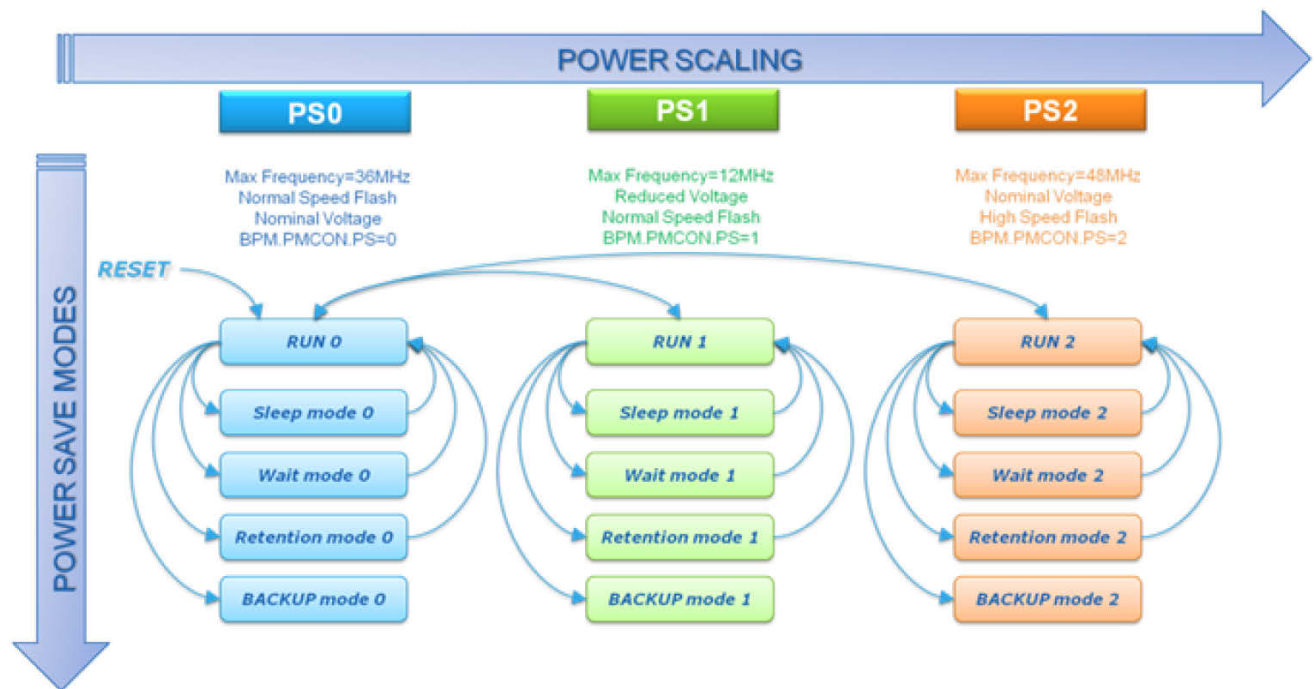 POWER SCALING
PS0
PS1
PS2
Max Frequency=36MHz
Normal Speed Flash
Nominal Voltage
BPM.PMCON.PS=0
Max Frequency=12MHz
Reduced Voltage
Normal Speed Flash
BPM.PMCON.PS=1
Max Frequency=48MHz
Nominal Voltage
High Speed Flash
BPM.PMCON.PS=2
POWER SAVE MODES
RESET
RUN 0
Sleep mode 0
Wait mode 0
Retention mode 0
BACKUP mode 0
RUN 1
Sleep mode 1
Wait mode 1
Retention mode 1
BACKUP mode 1
RUN 2
Sleep mode 2
Wait mode 2
Retention mode 2
BACKUP mode 2